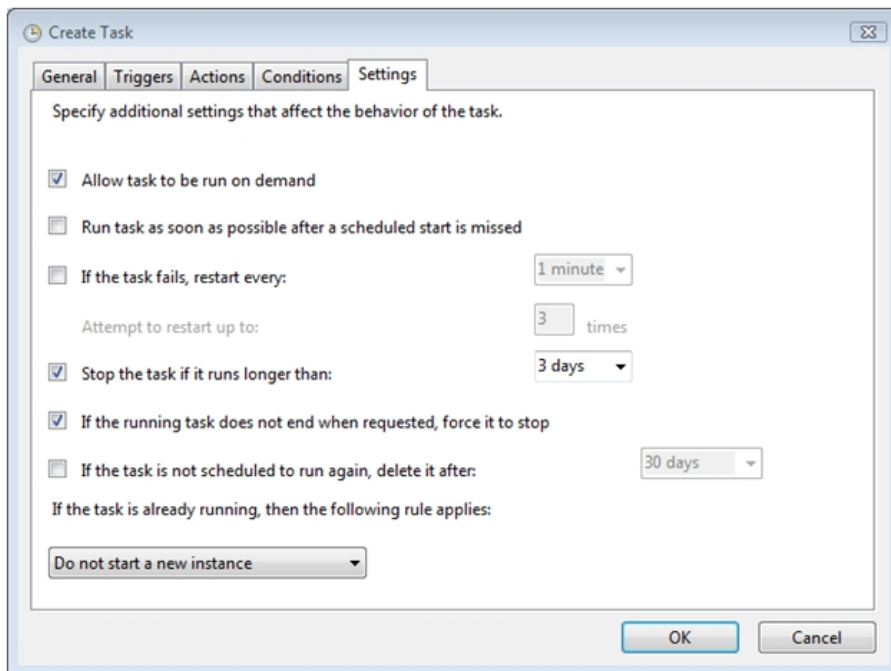 Create Task
General Triggers Actions Conditions Settings
Specify additional settings that affect the behavior of the task.
Allow task to be run on demand
Run task as soon as possible after a scheduled start is missed
If the task fails, restart every: 1 minute
Attempt to restart up to: 3 times
Stop the task if it runs longer than: 3 days
If the running task does not end when requested, force it to stop
If the task is not scheduled to run again, delete it after: 30 days
If the task is already running, then the following rule applies:
Do not start a new instance
OK Cancel